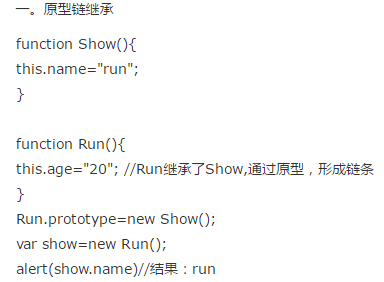 一。原型链继承
function Show(){
this.name="run";
}
function Run(){
this.age="20"; //Run继承了Show,通过原型，形成链条
}
Run.prototype=new Show();
var show=new Run();
alert(show.name)//结果：run